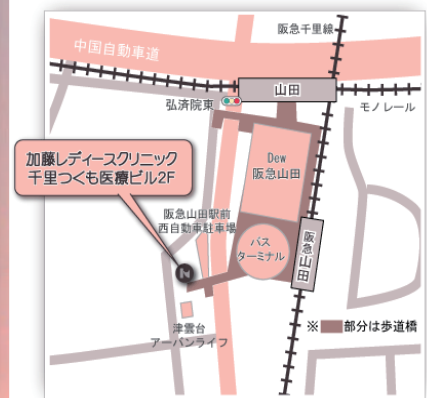 阪急千里線
中国自動車道
山田
弘済院東
モノレール
加藤レディースクリニック
千里つくも医療ビル2F
Dew
阪急山田
阪急山田駅前
西自動車駐車場
バス
ターミナル
阪急山田
N
※ 部分は歩道橋
津雲台
アーバンライフ